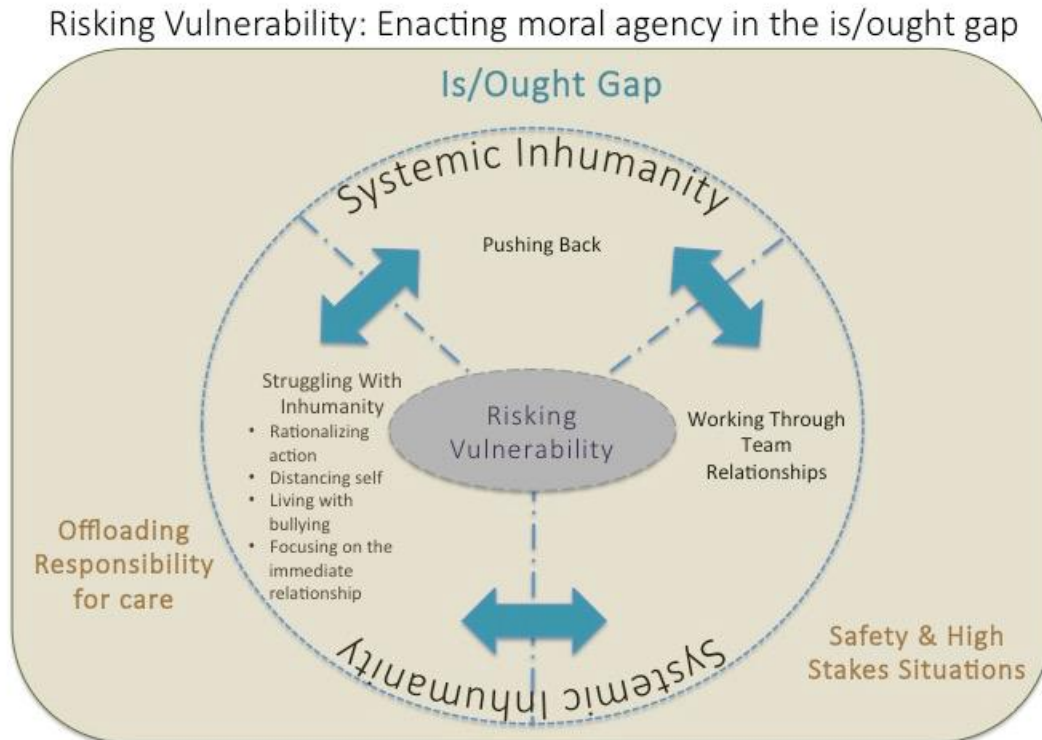 Risking Vulnerability: Enacting moral agency in the is/ought gap
Is/Ought Gap
Systemic Inhumanity
Pushing Back
Struggling With
Inhumanity
• Rationalizing
action
• Distancing self
• Living with
bullying
• Focusing on the
immediate
relationship
Risking
Vulnerability
Working Through
Team
Relationships
Offloading
Responsibility
for care
Safety & High
Stakes Situations
Systemic Inhumanity